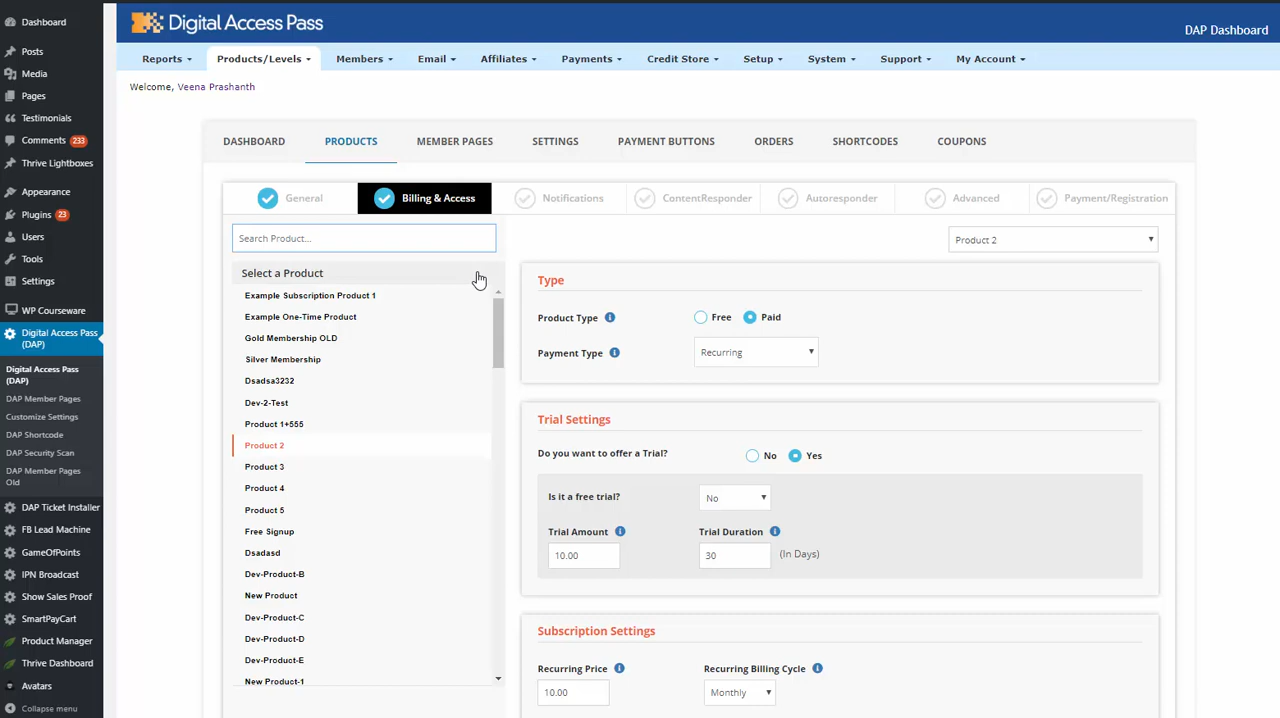 Dashboard
Posts
Media
Pages
Testimonials
Comments 233
Thrive Lightboxes
Appearance
Plugins 23
Users
Tools
Settings
WP Courseware
Digital Access Pass
(DAP)
Digital Access Pass
(DAP)
DAP Member Pages
Customize Settings
DAP Shortcode
DAP Security Scan
DAP Member Pages
Old
DAP Ticket Installer
FB Lead Machine
GameOfPoints
IPN Broadcast
Show Sales Proof
SmartPayCart
Product Manager
Thrive Dashboard
Avatars
Collapse menu
Digital Access Pass
DAP Dashboard
Reports Products/Levels Members Email Affiliates Payments Credit Store Setup System Support My Account
Welcome, Veena Prashanth
DASHBOARD PRODUCTS MEMBER PAGES SETTINGS PAYMENT BUTTONS ORDERS SHORTCODES COUPONS
General Billing & Access Notifications ContentResponder Autoresponder Advanced Payment/Registration
Search Product...
Select a Product
Example Subscription Product 1
Example One-Time Product
Gold Membership OLD
Silver Membership
Dsadsa3232
Dev-2-Test
Product 1+555
Product 2
Product 3
Product 4
Product 5
Free Signup
Dsadasd
Dev-Product-B
New Product
Dev-Product-C
Dev-Product-D
Dev-Product-E
New Product-1
Product 2
Type
Product Type Free Paid
Payment Type Recurring
Trial Settings
Do you want to offer a Trial? No Yes
Is it a free trial? No
Trial Amount Trial Duration
10.00 30 (In Days)
Subscription Settings
Recurring Price Recurring Billing Cycle
10.00 Monthly